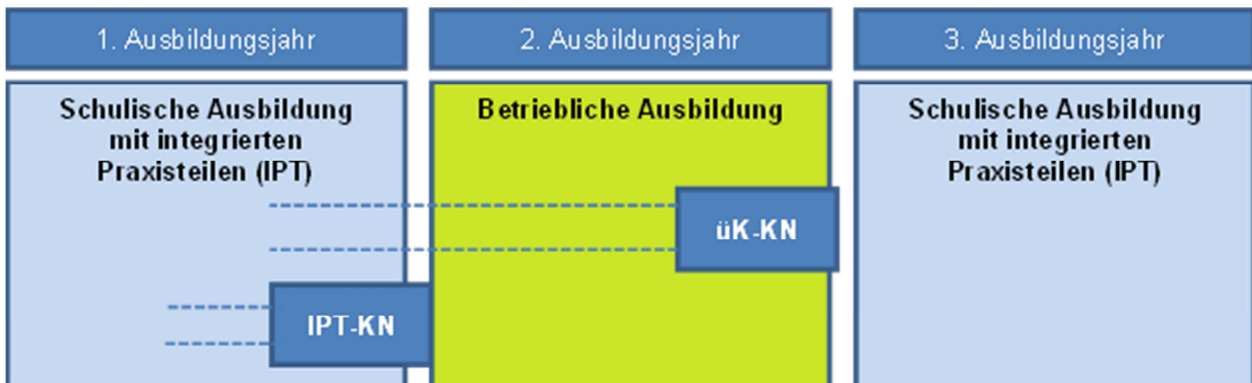 1. Ausbildungsjahr
2. Ausbildungsjahr
3. Ausbildungsjahr
Schulische Ausbildung
mit integrierten
Praxisteilen (IPT)
Betriebliche Ausbildung
Schulische Ausbildung
mit integrierten
Praxisteilen (IPT)
üK-KN
IPT-KN